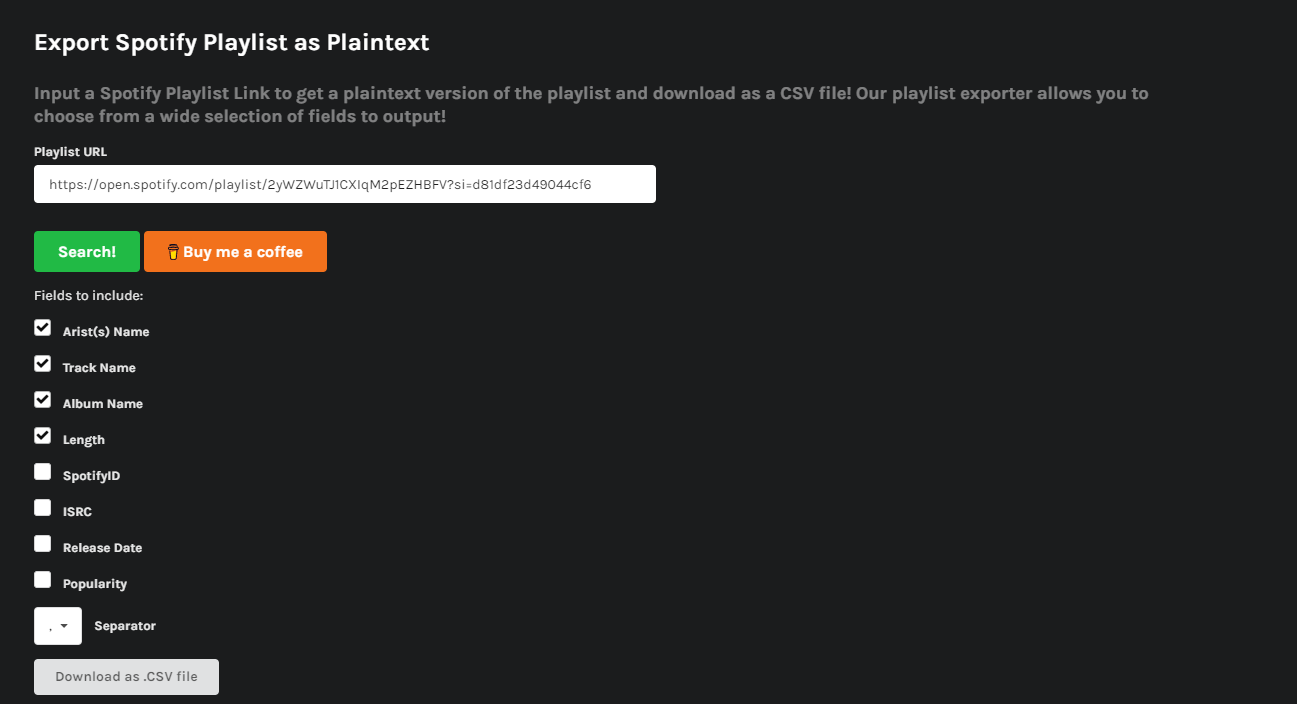 Export Spotify Playlist as Plaintext
Input a Spotify Playlist Link to get a plaintext version of the playlist and download as a CSV file! Our playlist exporter allows you to
choose from a wide selection of fields to output!
Playlist URL
https://open.spotify.com/playlist/2yWZWuTJ1CXIqM2pEZHBFV?si=d81df23d49044cf6
Search! Buy me a coffee
Fields to include:
Arist(s) Name
Track Name
Album Name
Length
SpotifyID
ISRC
Release Date
Popularity
, Separator
Download as .CSV file